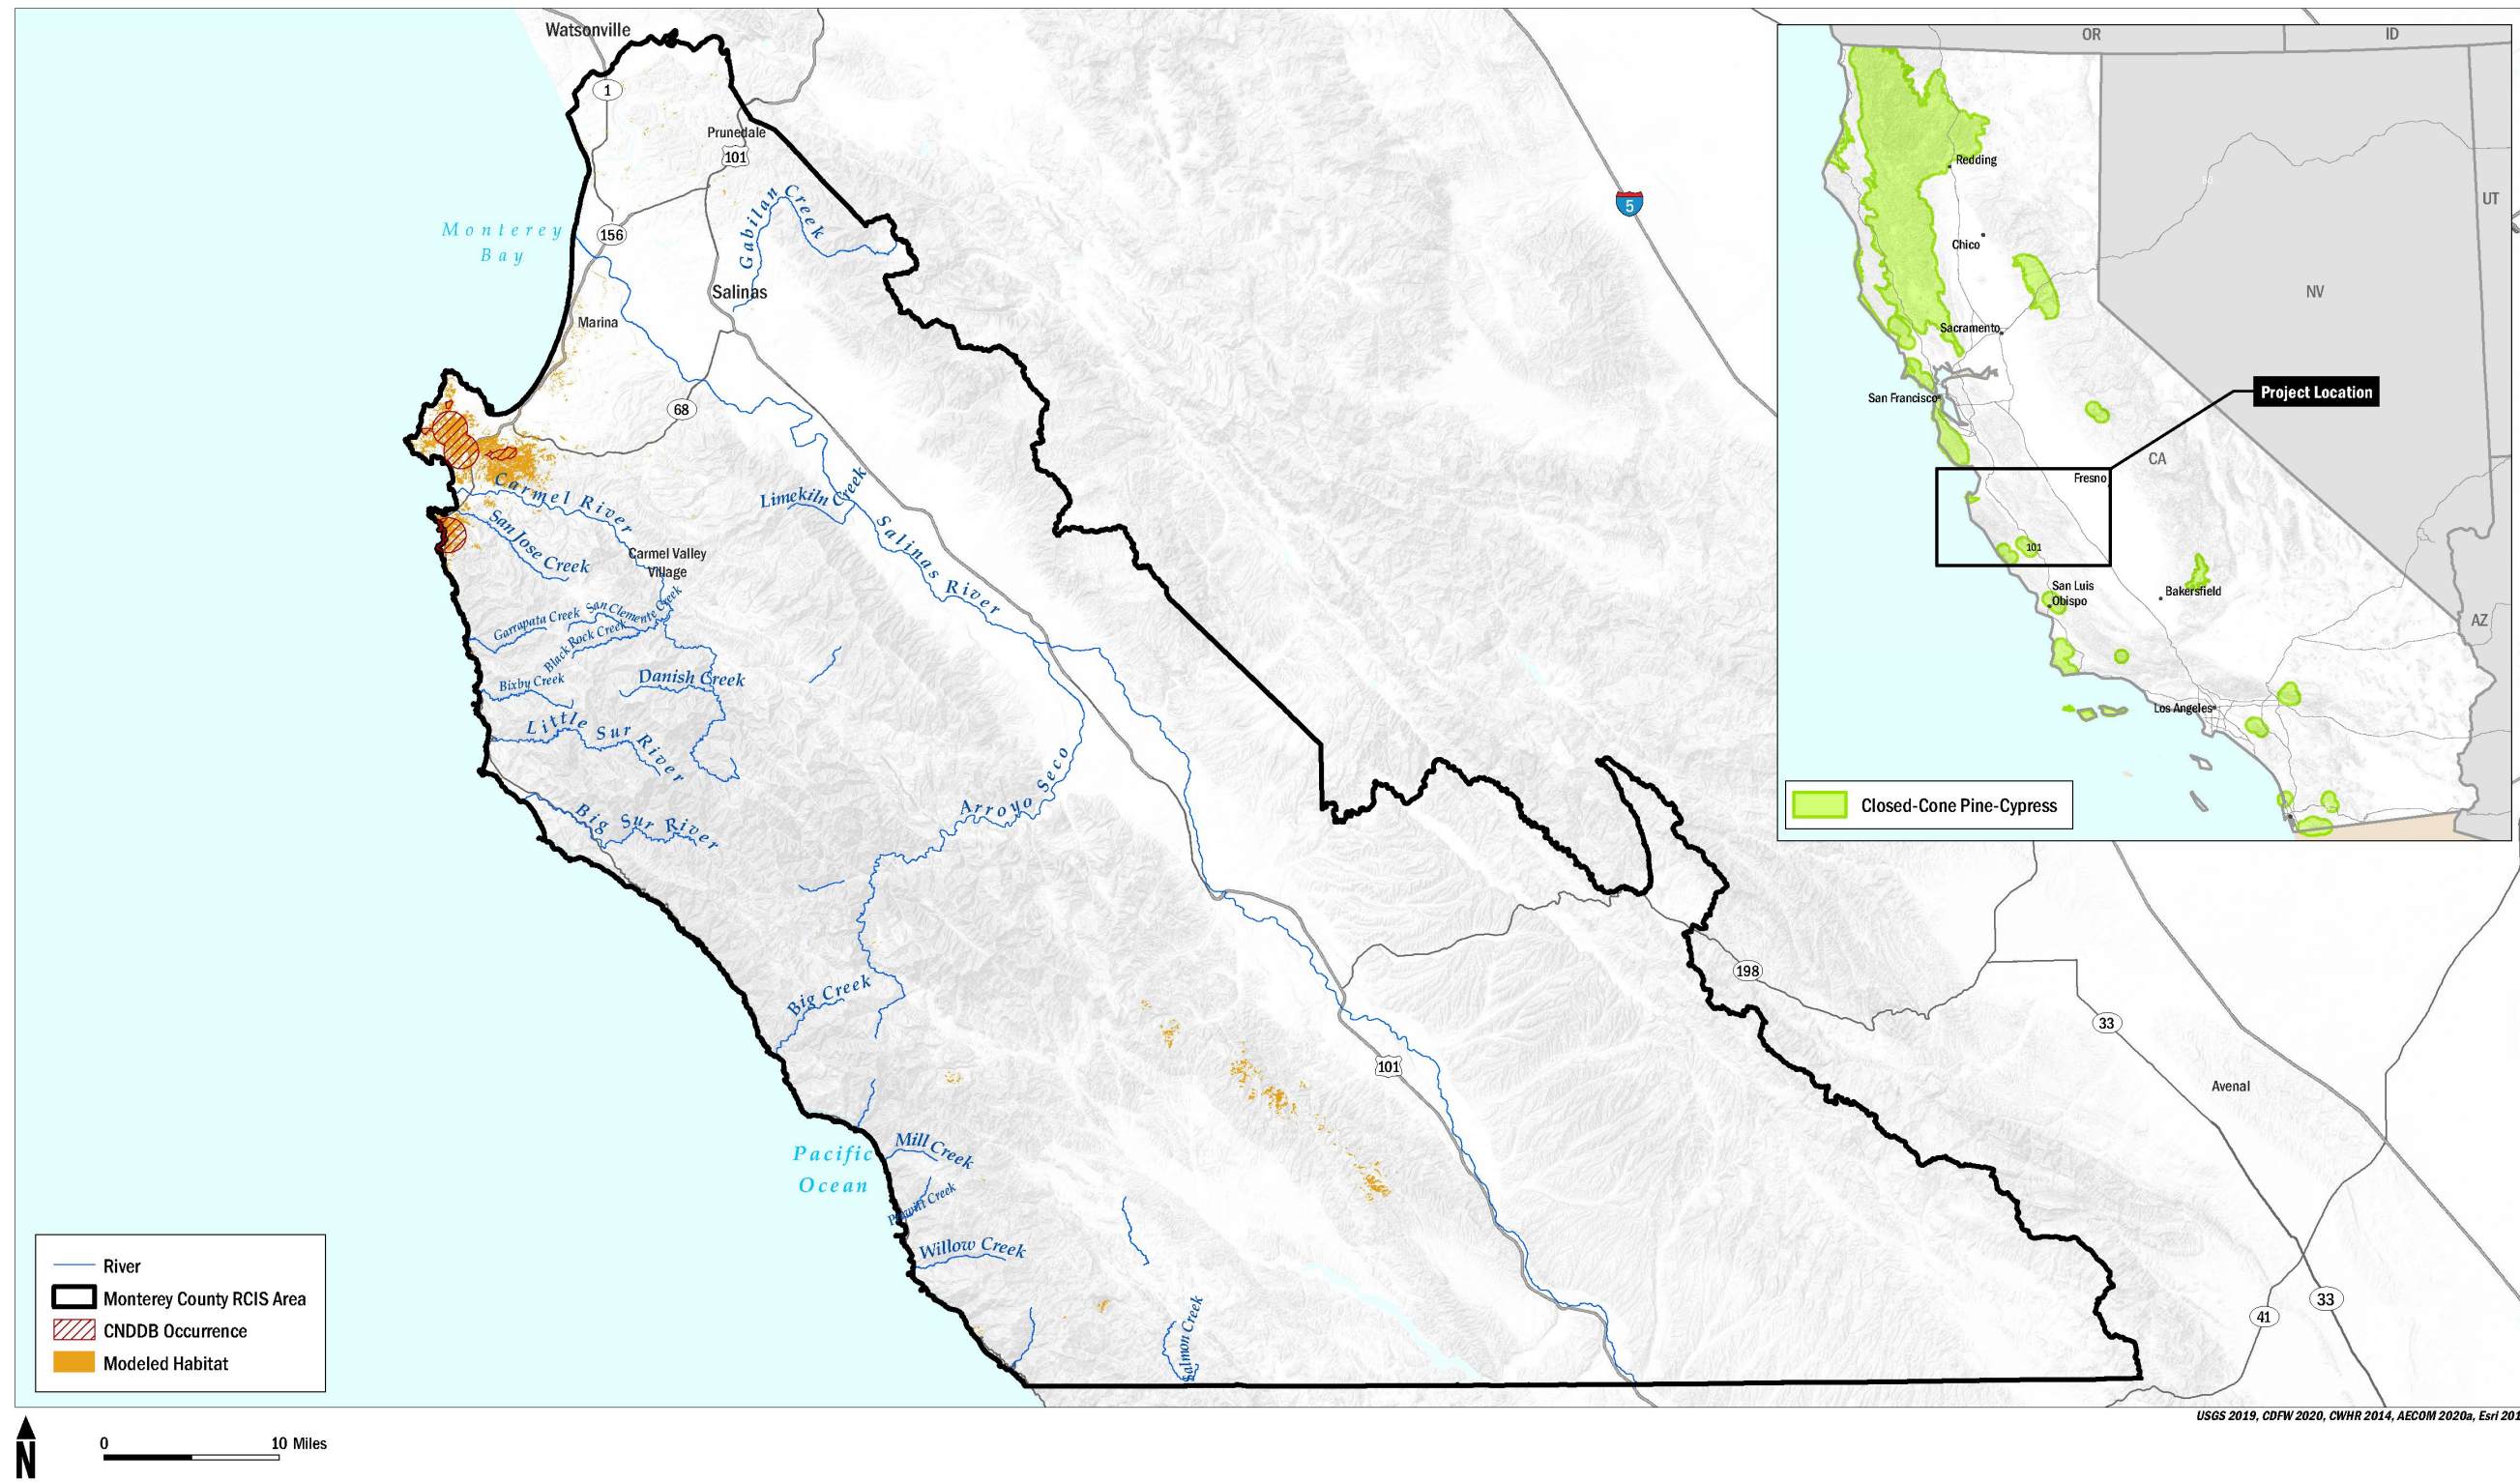 Watsonville
1
Prunedale
101
Monterey
Bay
156
Gabilan Creek
Salinas
Marina
68
5
Carmel River
Limekiln Creek
San Jose Creek
Salinas River
Carmel Valley
Village
Garrapata Creek
San Clemente Creek
Black Rock Creek
Bixby Creek
Danish Creek
Little Sur River
Big Sur River
Arroyo Seco
Big Creek
198
33
101
Avenal
Pacific
Ocean
Mill Creek
Prewitt Creek
Willow Creek
Salmon Creek
41
33
OR
ID
Redding
UT
80
Chico
NV
Sacramento
San Francisco
Project Location
CA
Fresno
101
San Luis
Obispo
Bakersfield
AZ
Los Angeles
Closed-Cone Pine-Cypress
River
Monterey County RCIS Area
CNDDB Occurrence
Modeled Habitat
N
0 10 Miles
USGS 2019, CDFW 2020, CWHR 2014, AECOM 2020a, Esri 201